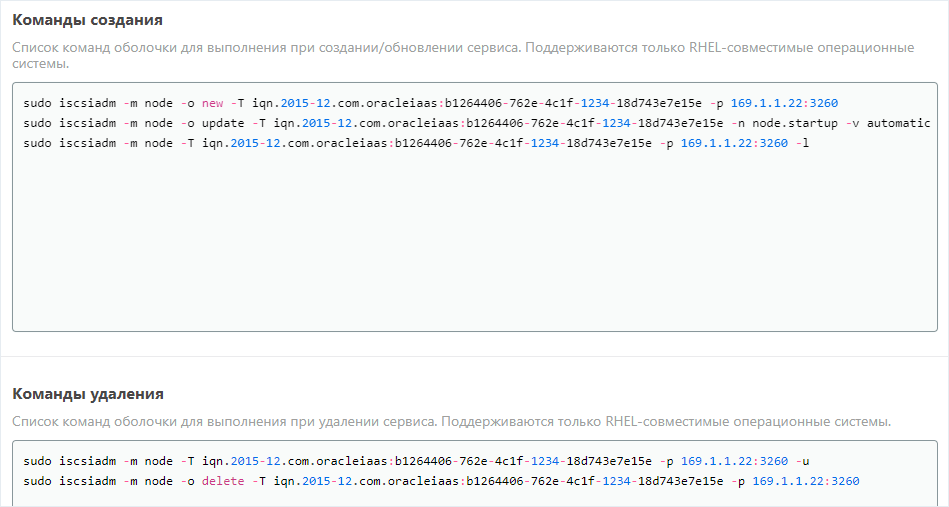 Команды создания
Список команд оболочки для выполнения при создании/обновлении сервиса. Поддерживаются только RHEL-совместимые операционные
системы.
sudo iscsiadm -m node -o new -T iqn.2015-12.com.oracleiaas:b1264406-762e-4c1f-1234-18d743e7e15e -p 169.1.1.22:3260
sudo iscsiadm -m node -o update -T iqn.2015-12.com.oracleiaas:b1264406-762e-4c1f-1234-18d743e7e15e -n node.startup -v automatic
sudo iscsiadm -m node -T iqn.2015-12.com.oracleiaas:b1264406-762e-4c1f-1234-18d743e7e15e -p 169.1.1.22:3260 -l
Команды удаления
Список команд оболочки для выполнения при удалении сервиса. Поддерживаются только RHEL-совместимые операционные системы.
sudo iscsiadm -m node -T iqn.2015-12.com.oracleiaas:b1264406-762e-4c1f-1234-18d743e7e15e -p 169.1.1.22:3260 -u
sudo iscsiadm -m node -o delete -T iqn.2015-12.com.oracleiaas:b1264406-762e-4c1f-1234-18d743e7e15e -p 169.1.1.22:3260